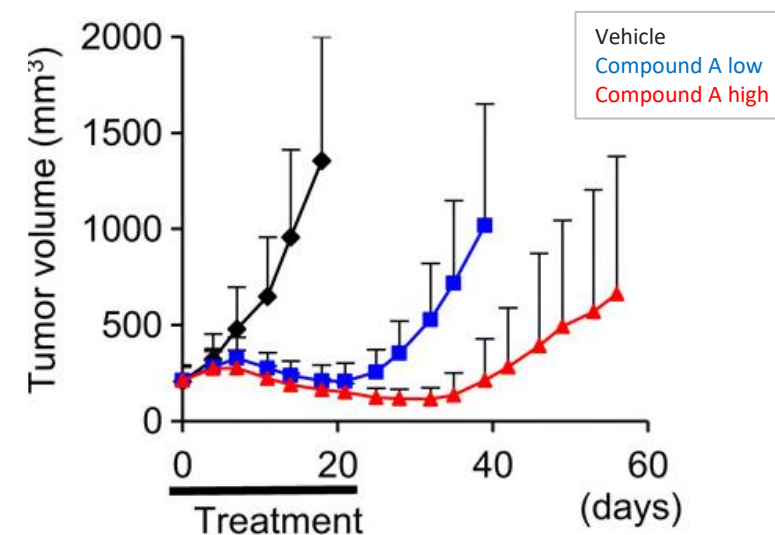 Vehicle
Compound A low
Compound A high
Tumor volume (mm³)
2000
1500
1000
500
0
0 20 40 60
(days)
Treatment